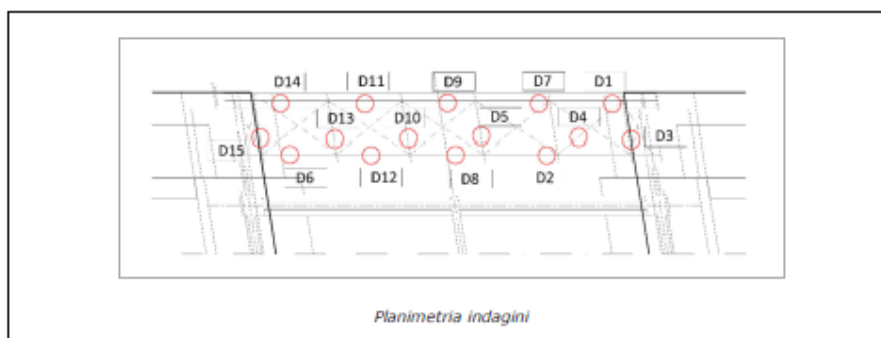 D14 D11 D9 D7 D1
D13 D10 D5 D4 D3
D15
D6 D12 D8 D2
Planimetria indagini